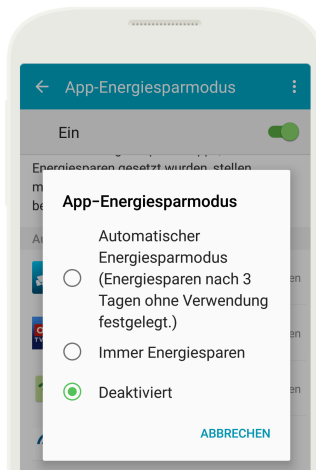 App-Energiesparmodus
Ein
Energiesparen gesetzt wurden, stellen
App-Energiesparmodus
Automatischer
Energiesparmodus
(Energiesparen nach 3
Tagen ohne Verwendung
festgelegt.)
Immer Energiesparen
Deaktiviert
ABBRECHEN